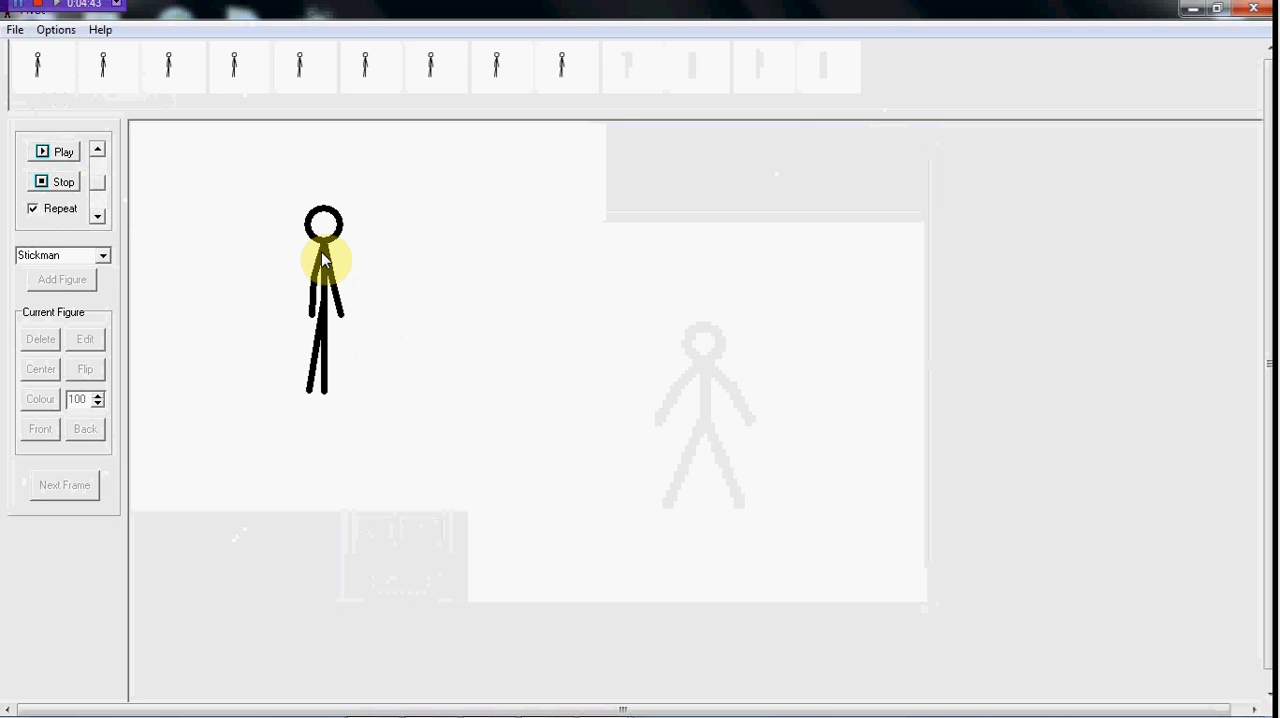 0:04:43
File Options Help
Play
Stop
Repeat
Stickman
Add Figure
Current Figure
Delete Edit
Center Flip
Colour 100
Front Back
Next Frame